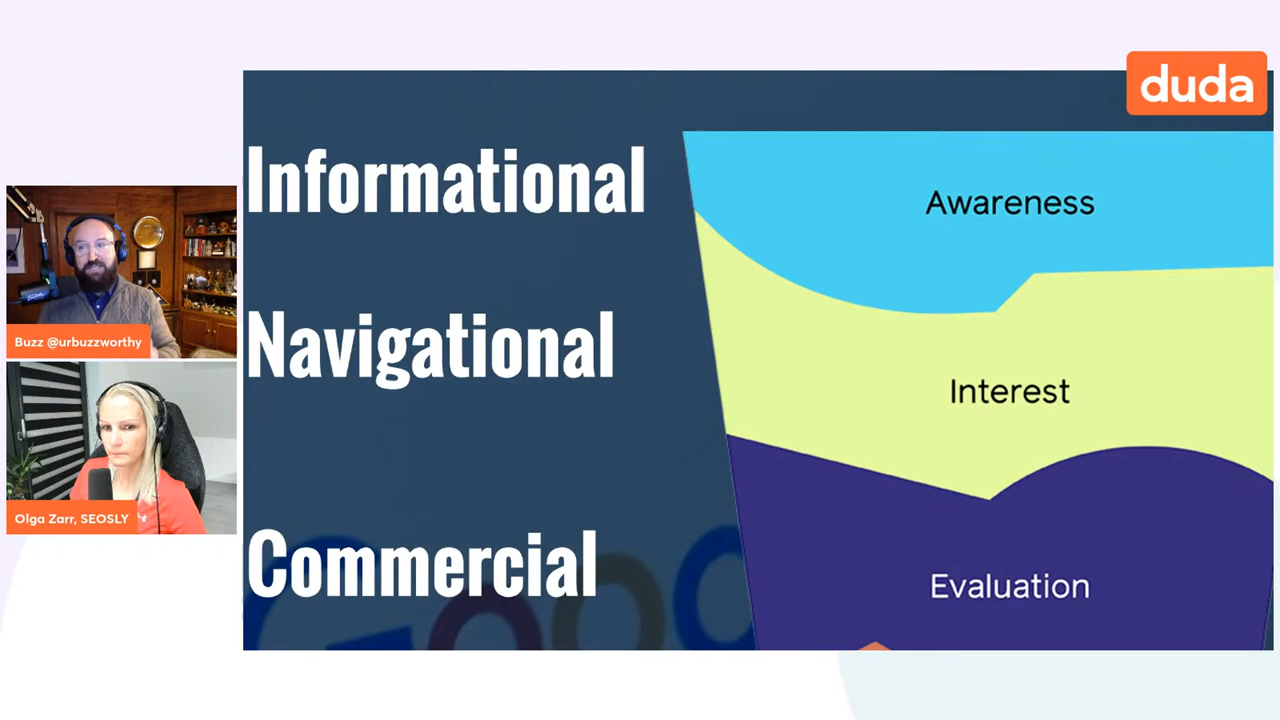 duda
Informational
Awareness
Navigational
Interest
Commercial
Evaluation
Buzz @urbuzzworthy
Olga Zarr, SEOSLY